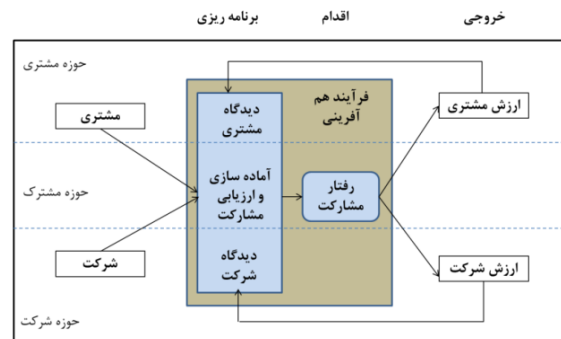 خروجی
اقدام
برنامه ریزی
حوزه مشتری
فرآیند هم
آفرینی
دیدگاه
مشتری
ارزش مشتری
مشتری
حوزه مشترک
آماده سازی
و ارزیابی
مشارکت
رفتار
مشارکت
دیدگاه
شرکت
ارزش شرکت
شرکت
حوزه شرکت